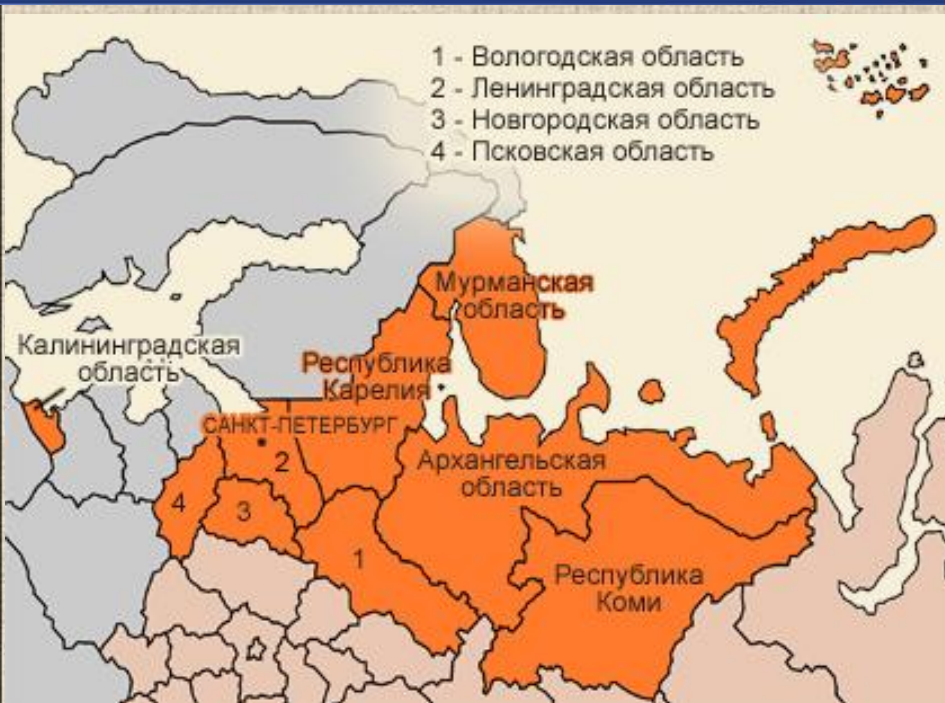 1 - Вологодская область
2 - Ленинградская область
3 - Новгородская область
4 - Псковская область
Мурманская
область
Калининградская
область
Республика
Карелия
САНКТ-ПЕТЕРБУРГ
2
Архангельская
область
4
3
1
Республика
Коми